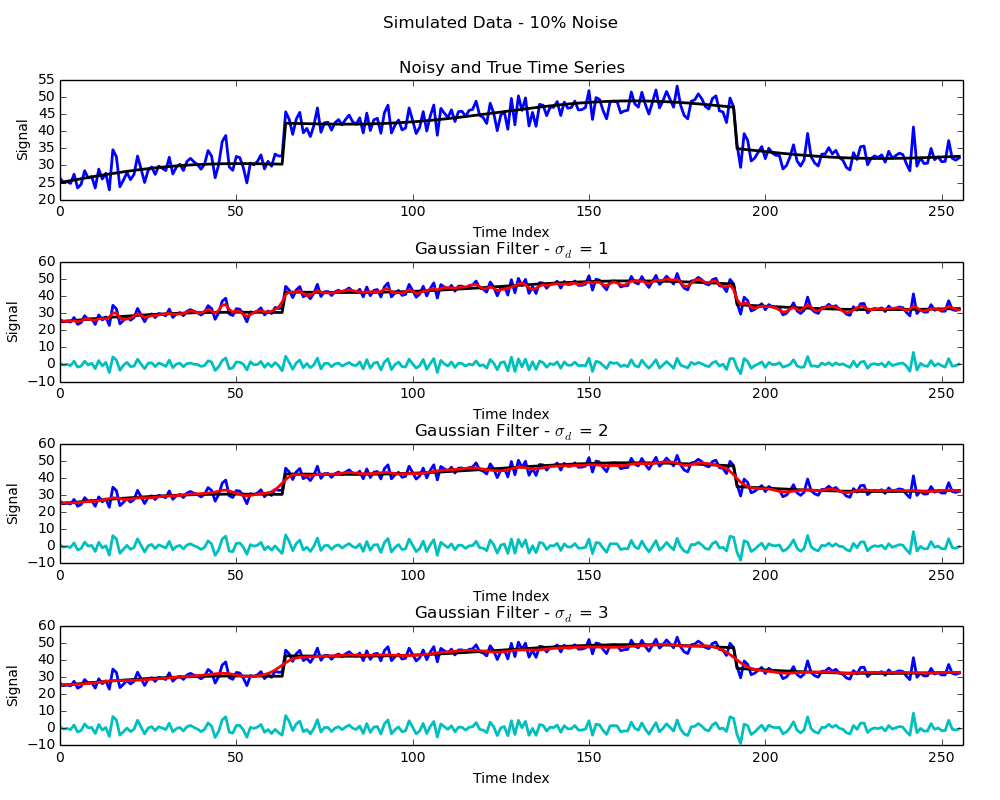 Simulated Data - 10% Noise
Noisy and True Time Series
55
50
45
40
35
30
25
20
Signal
0 50 100 150 200 250
Time Index
Gaussian Filter - σd = 1
60
50
40
30
20
10
0
−10
Signal
0 50 100 150 200 250
Time Index
Gaussian Filter - σd = 2
60
50
40
30
20
10
0
−10
Signal
0 50 100 150 200 250
Time Index
Gaussian Filter - σd = 3
60
50
40
30
20
10
0
−10
Signal
0 50 100 150 200 250
Time Index